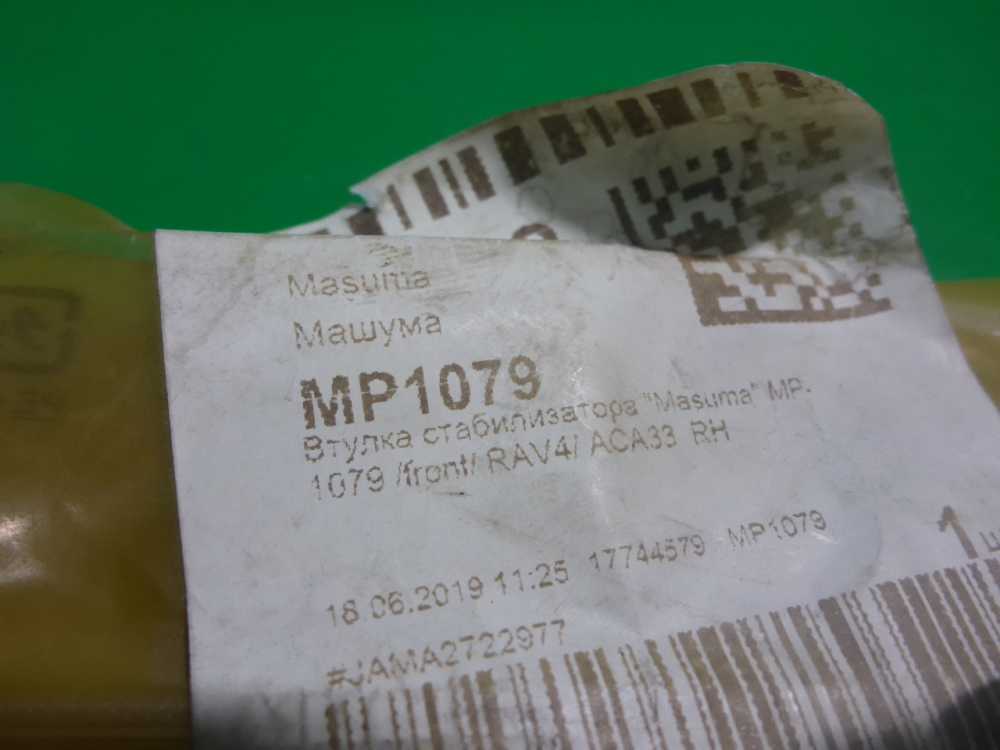 Masuma
Машума
MP1079
Втулка стабилизатора "Masuma" MP-
1079 /front/ RAV4/ ACA33 RH
1
18.06.2019 11:25 17744579 MP1079
#JAMA2722977